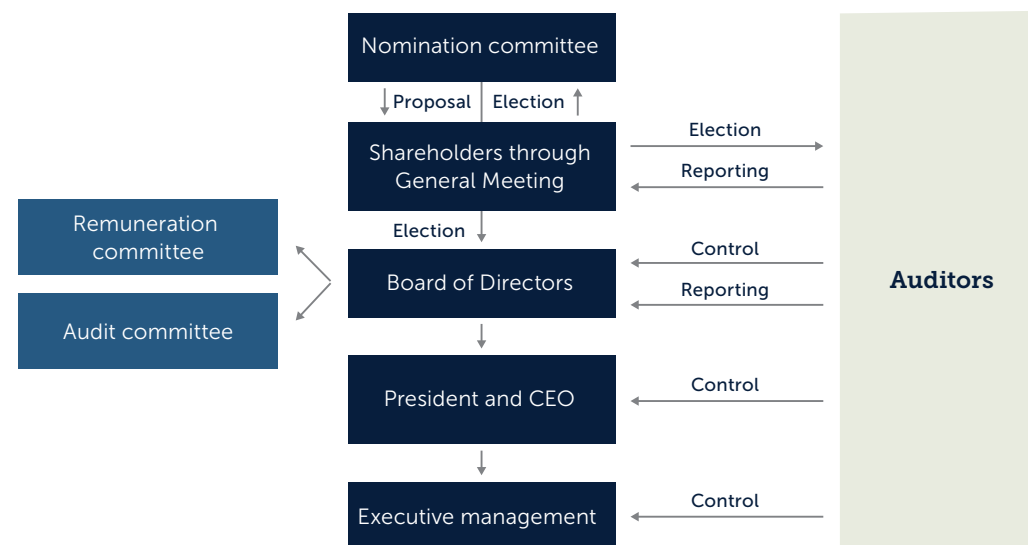 Nomination committee
Proposal
Election
Shareholders through
General Meeting
Election
Reporting
Election
Remuneration
committee
Audit committee
Board of Directors
Control
Reporting
Auditors
President and CEO
Control
Executive management
Control